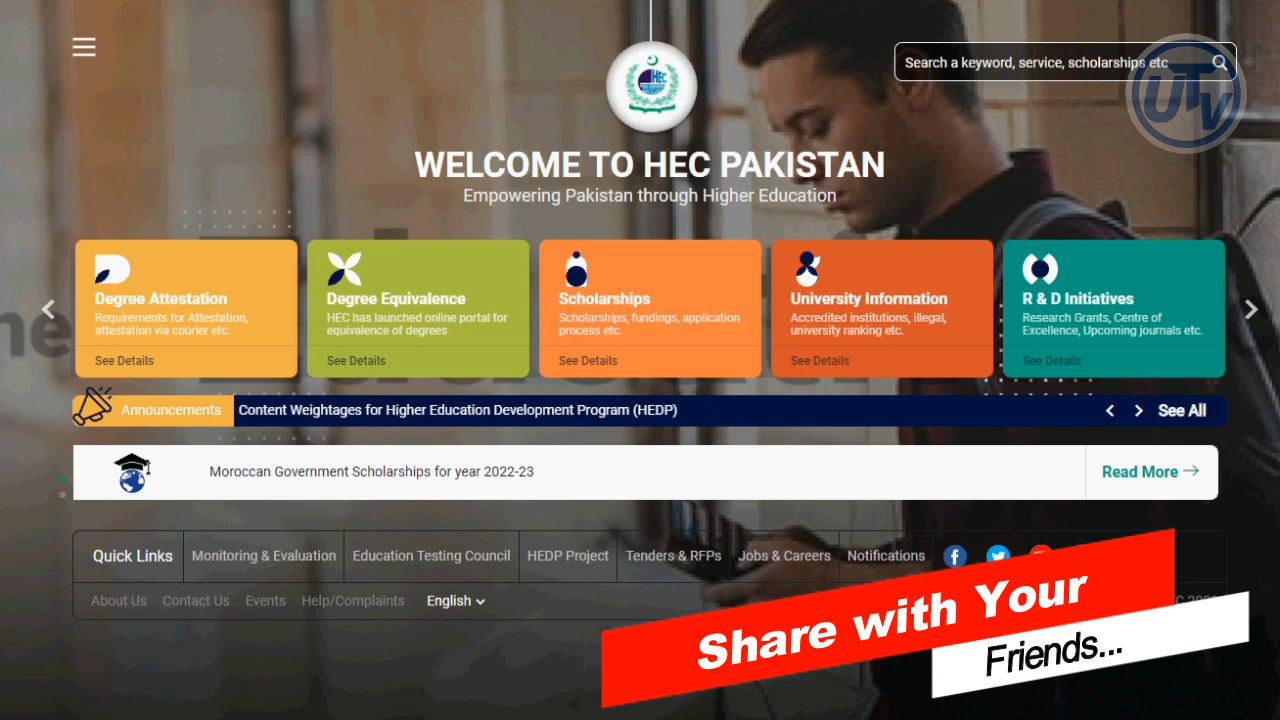 Search a keyword, service, scholarships etc
UTV
HEC
WELCOME TO HEC PAKISTAN
Empowering Pakistan through Higher Education
Degree Attestation
Requirements for Attestation,
attestation via courier etc.
See Details
Degree Equivalence
HEC has launched online portal for
equivalence of degrees
See Details
Scholarships
Scholarships, fundings, application
process etc.
See Details
University Information
Accredited institutions, illegal,
university ranking etc.
See Details
R & D Initiatives
Research Grants, Centre of
Excellence, Upcoming journals etc.
See Details
Announcements
Content Weightages for Higher Education Development Program (HEDP)
See All
Moroccan Government Scholarships for year 2022-23
Read More
Quick Links
Monitoring & Evaluation
Education Testing Council
HEDP Project
Tenders & RFPs
Jobs & Careers
Notifications
About Us
Contact Us
Events
Help/Complaints
English
Share with Your
Friends...